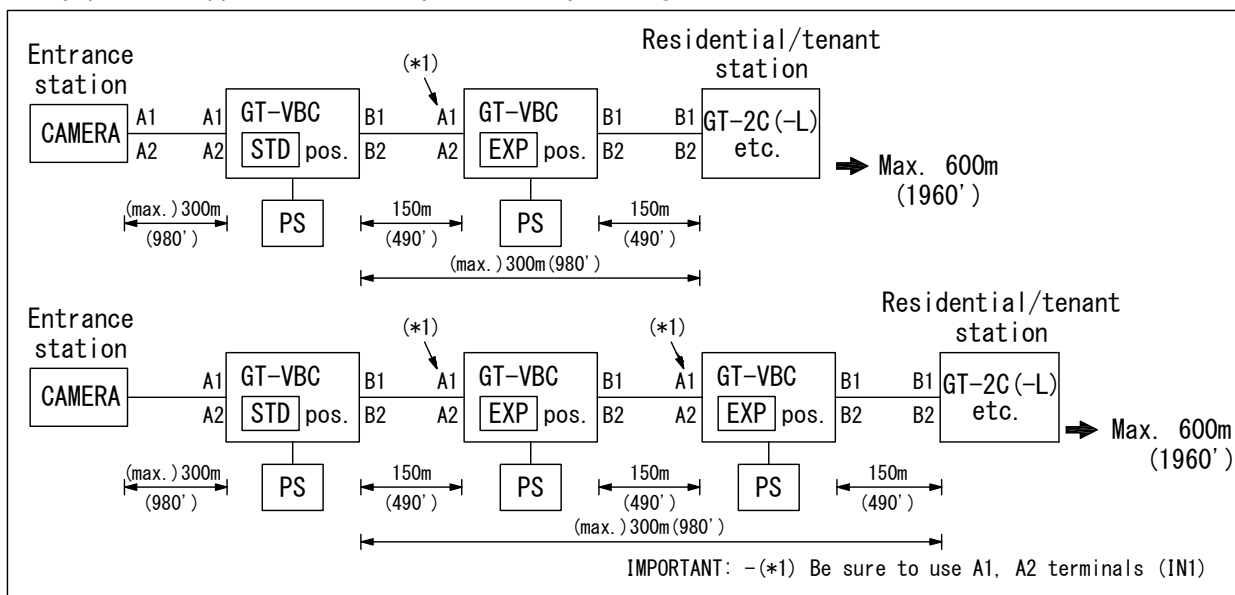 Entrance
station
CAMERA
A1
A2
A1
A2
GT-VBC
STD pos.
B1
B2
(*1)
A1
A2
GT-VBC
EXP pos.
B1
B2
Residential/tenant
station
B1
B2
GT-2C(-L)
etc.
Max. 600m
(1960')
PS
PS
(max.)300m
(980')
150m
(490')
150m
(490')
(max.)300m(980')
Entrance
station
CAMERA
A1
A2
GT-VBC
STD pos.
B1
B2
(*1)
A1
A2
GT-VBC
EXP pos.
B1
B2
(*1)
A1
A2
GT-VBC
EXP pos.
B1
B2
Residential/tenant
station
B1
B2
GT-2C(-L)
etc.
Max. 600m
(1960')
PS
PS
PS
(max.)300m
(980')
150m
(490')
150m
(490')
150m
(490')
(max.)300m(980')
IMPORTANT: -(*1) Be sure to use A1, A2 terminals (IN1)